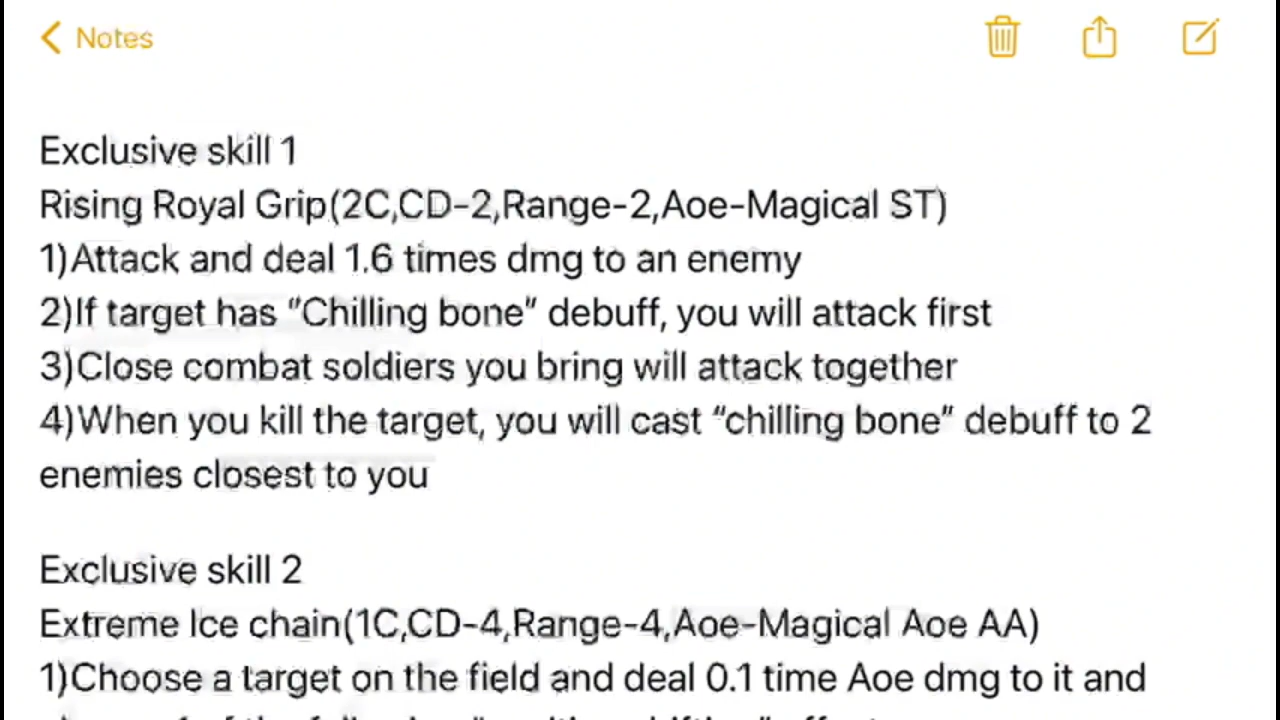 Notes
Exclusive skill 1
Rising Royal Grip(2C,CD-2,Range-2,Aoe-Magical ST)
1)Attack and deal 1.6 times dmg to an enemy
2)If target has “Chilling bone” debuff, you will attack first
3)Close combat soldiers you bring will attack together
4)When you kill the target, you will cast “chilling bone” debuff to 2
enemies closest to you
Exclusive skill 2
Extreme Ice chain(1C,CD-4,Range-4,Aoe-Magical Aoe AA)
1)Choose a target on the field and deal 0.1 time Aoe dmg to it and